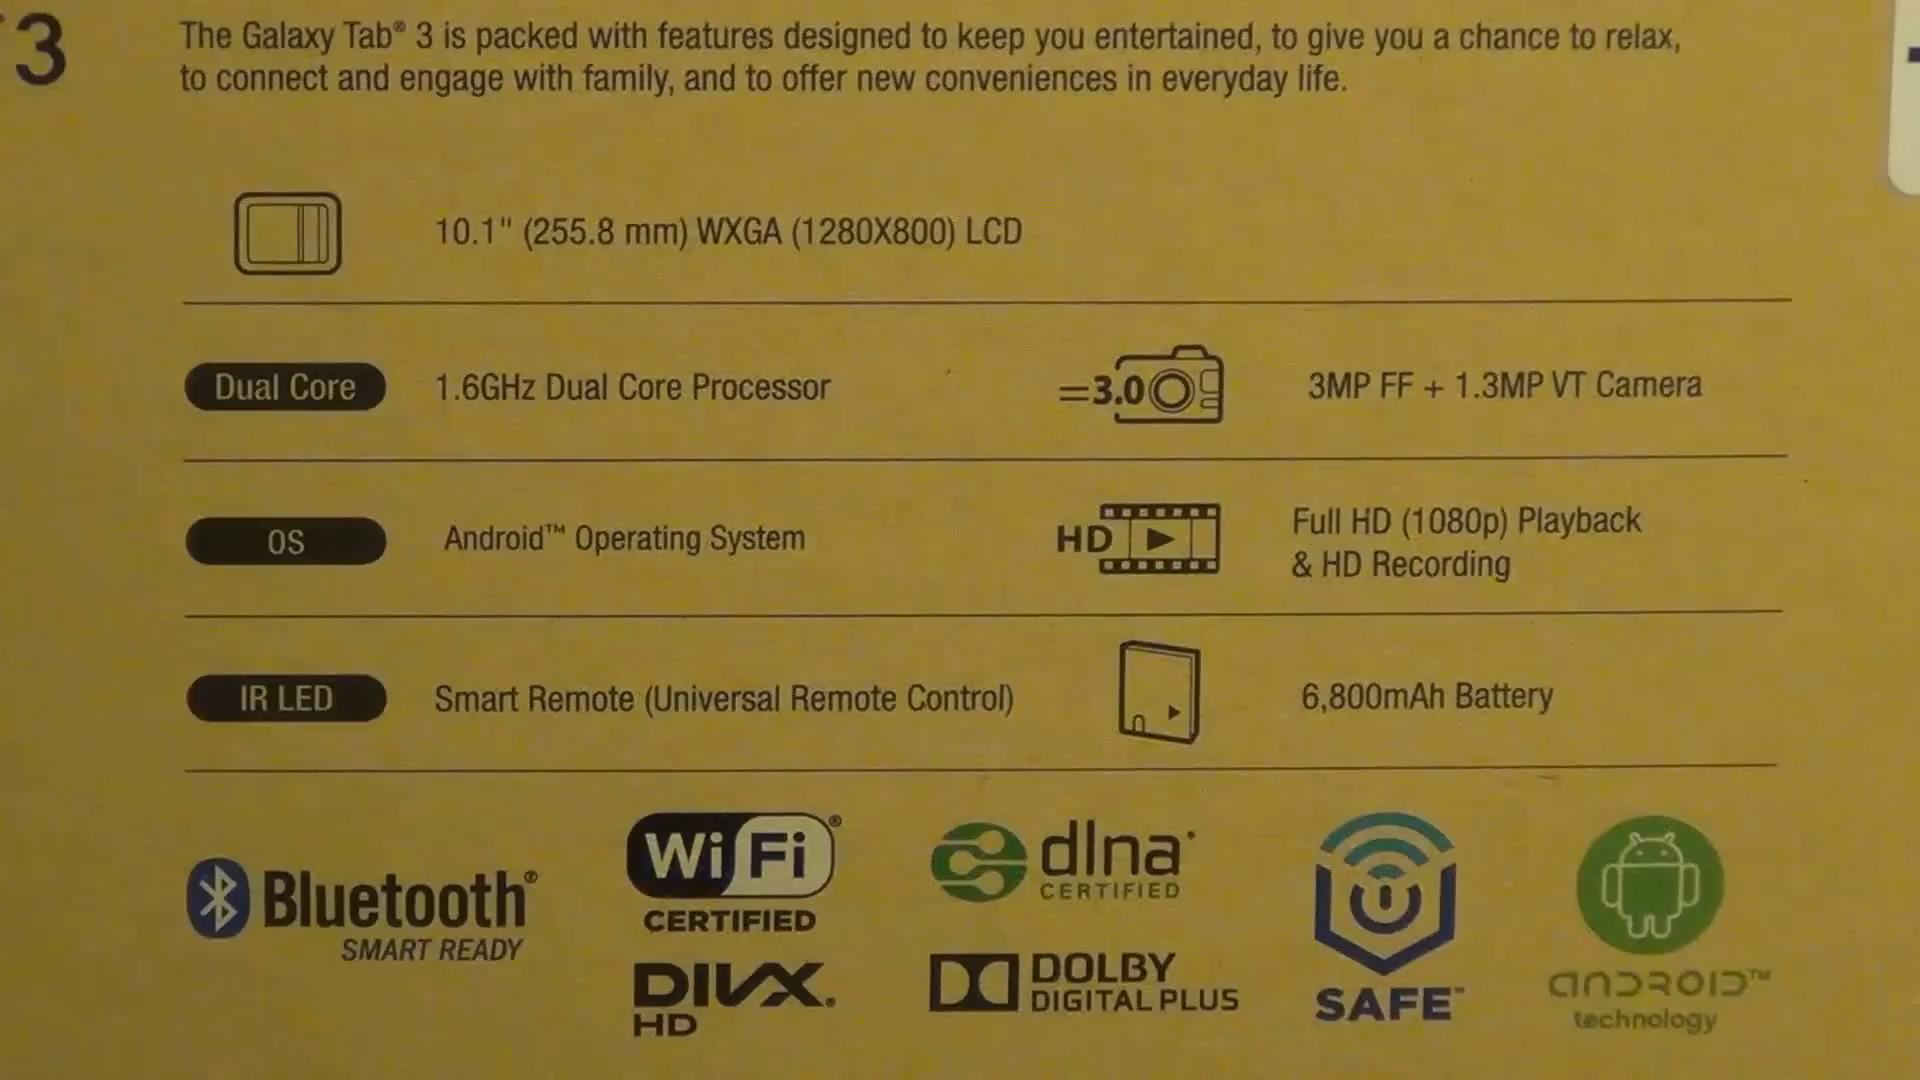 3
The Galaxy Tab® 3 is packed with features designed to keep you entertained, to give you a chance to relax,
to connect and engage with family, and to offer new conveniences in everyday life.
10.1" (255.8 mm) WXGA (1280X800) LCD
Dual Core
1.6GHz Dual Core Processor
=3.0
3MP FF + 1.3MP VT Camera
OS
Android™ Operating System
HD
Full HD (1080p) Playback
& HD Recording
IR LED
Smart Remote (Universal Remote Control)
6,800mAh Battery
Bluetooth®
SMART READY
Wi Fi®
CERTIFIED
DIVX®
HD
dlna
CERTIFIED
DOLBY
DIGITAL PLUS
SAFE™
ANDROID™
technology